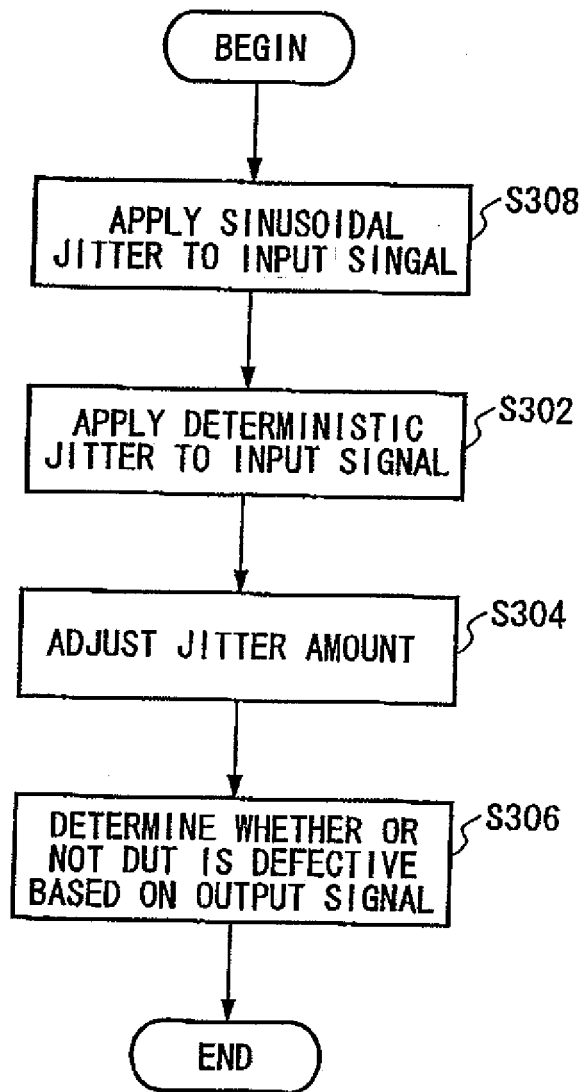 BEGIN
APPLY SINUSOIDAL
JITTER TO INPUT SINGAL
S308
APPLY DETERMINISTIC
JITTER TO INPUT SIGNAL
S302
ADJUST JITTER AMOUNT
S304
DETERMINE WHETHER OR
NOT DUT IS DEFECTIVE
BASED ON OUTPUT SIGNAL
S306
END